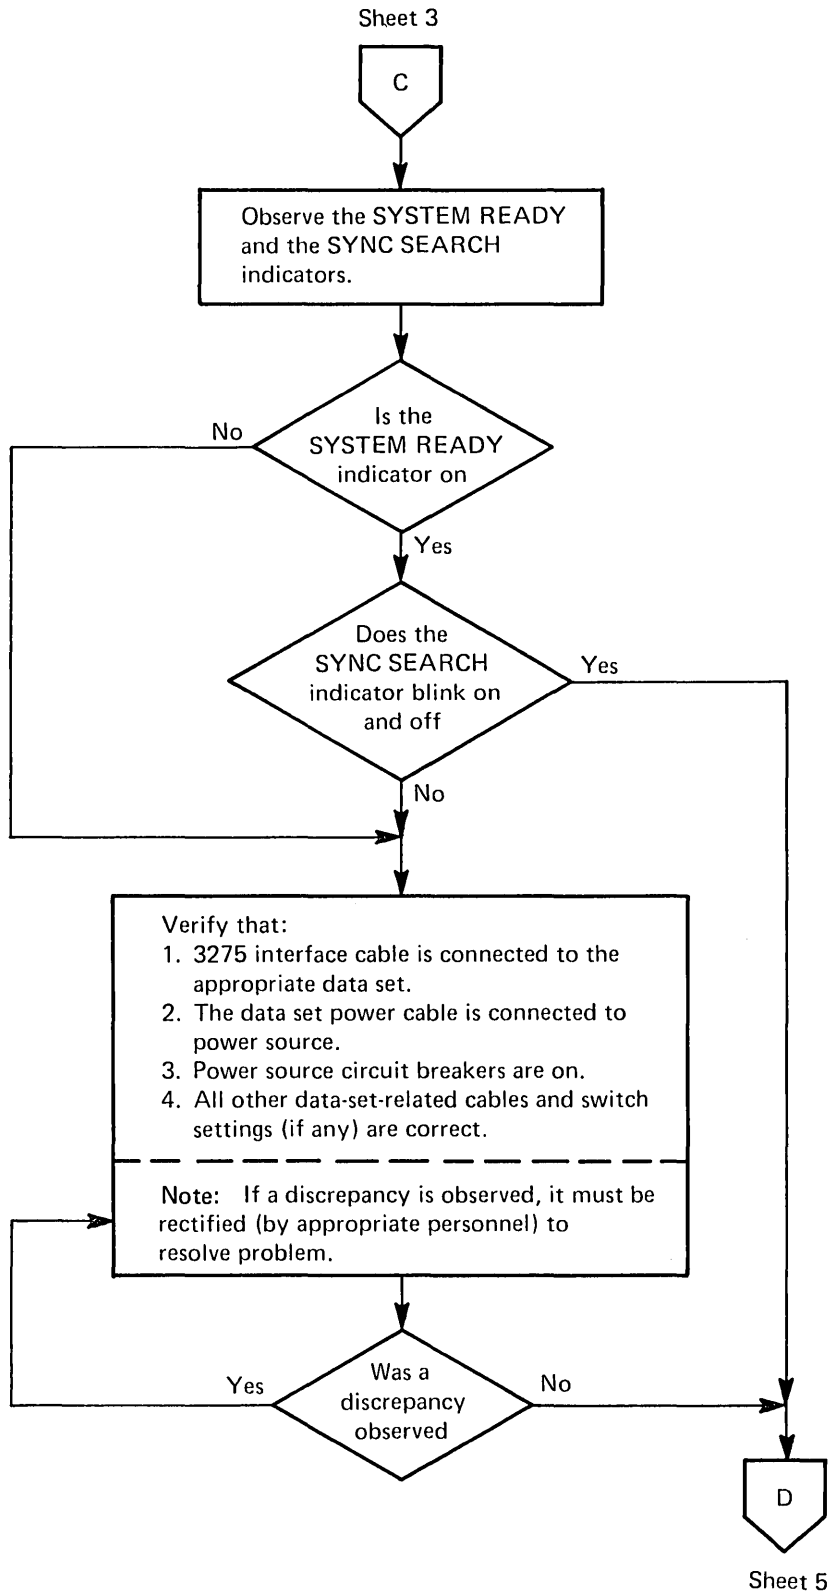 Sheet 3
C
Observe the SYSTEM READY
and the SYNC SEARCH
indicators.
No
Is the
SYSTEM READY
indicator on
Yes
Does the
SYNC SEARCH
indicator blink on
and off
Yes
No
Verify that:
1. 3275 interface cable is connected to the
appropriate data set.
2. The data set power cable is connected to
power source.
3. Power source circuit breakers are on.
4. All other data-set-related cables and switch
settings (if any) are correct.
Note: If a discrepancy is observed, it must be
rectified (by appropriate personnel) to
resolve problem.
Yes
Was a
discrepancy
observed
No
D
Sheet 5